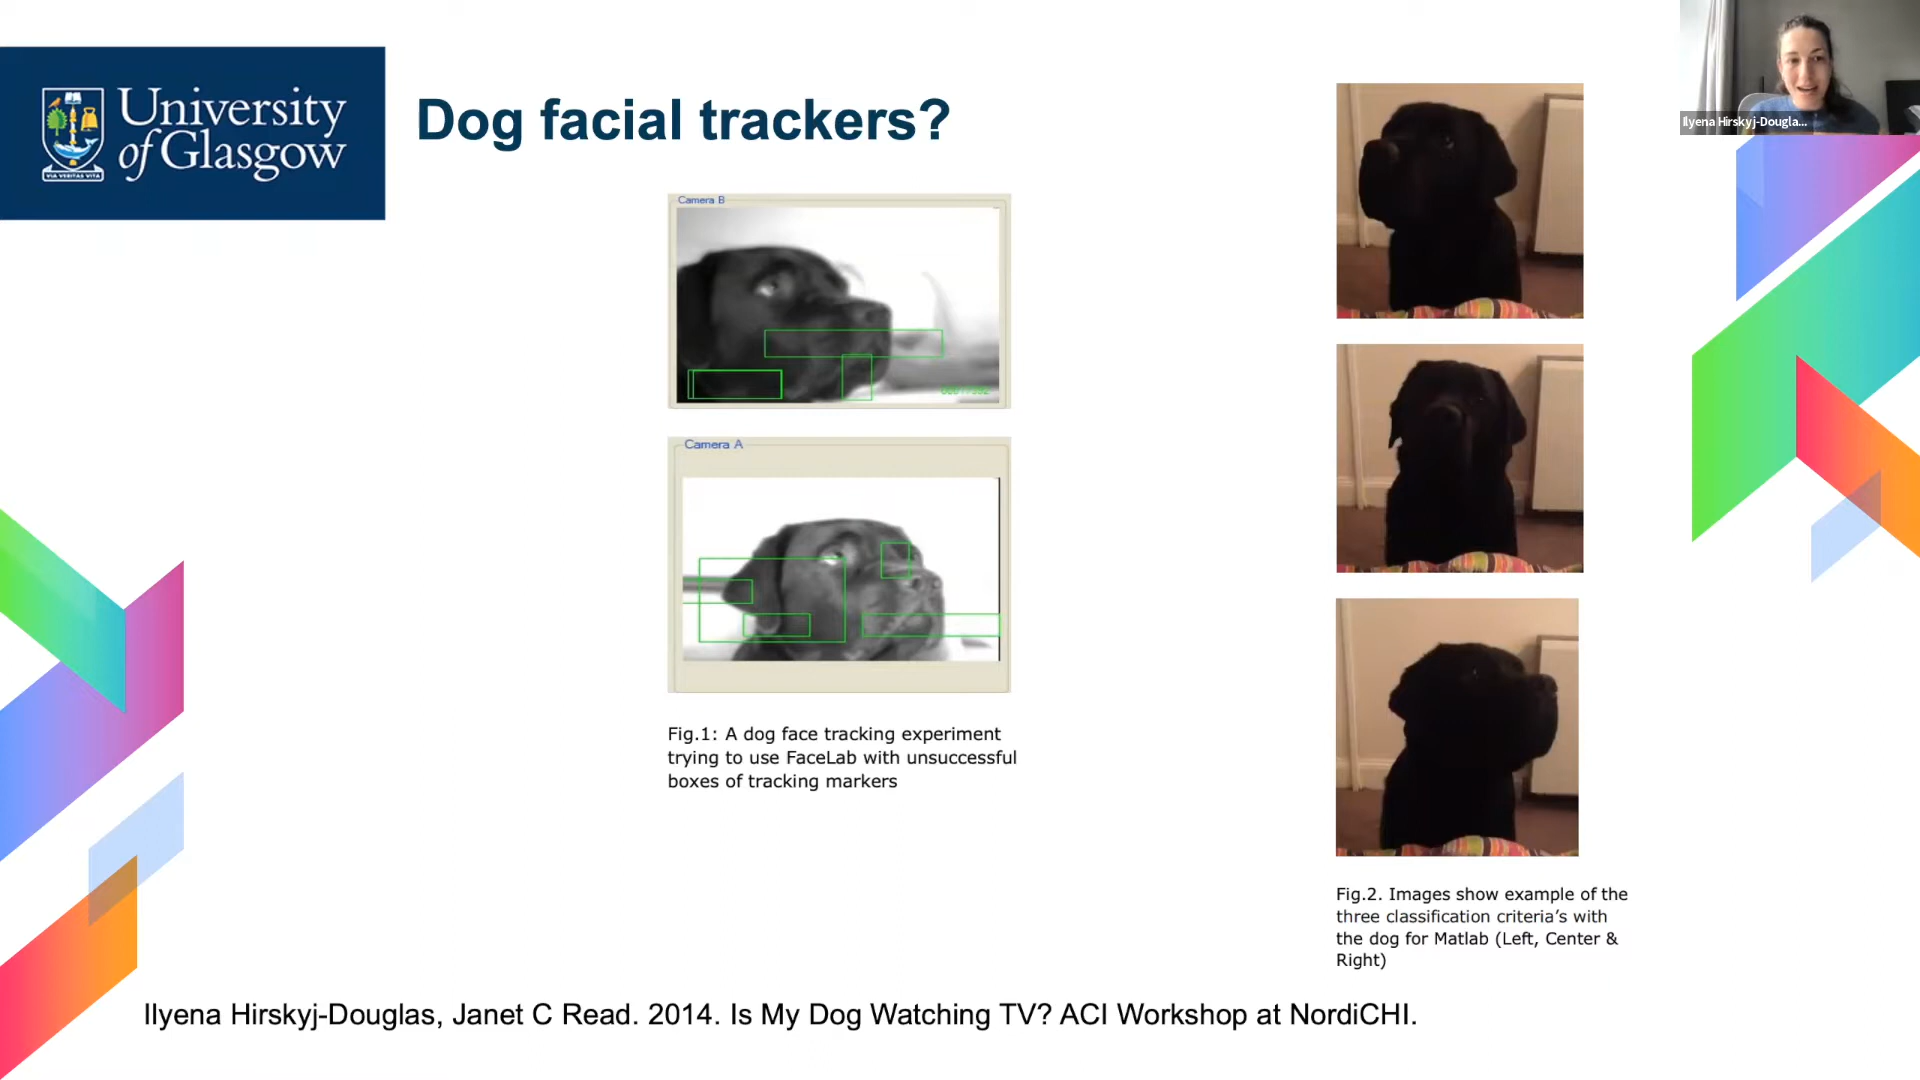 University
of Glasgow
VIA VERITAS VITA
Dog facial trackers?
Ilyena Hirskyj-Dougla...
Camera B
Camera A
Fig.1: A dog face tracking experiment
trying to use FaceLab with unsuccessful
boxes of tracking markers
Fig.2. Images show example of the
three classification criteria's with
the dog for Matlab (Left, Center &
Right)
Ilyena Hirskyj-Douglas, Janet C Read. 2014. Is My Dog Watching TV? ACI Workshop at NordiCHI.